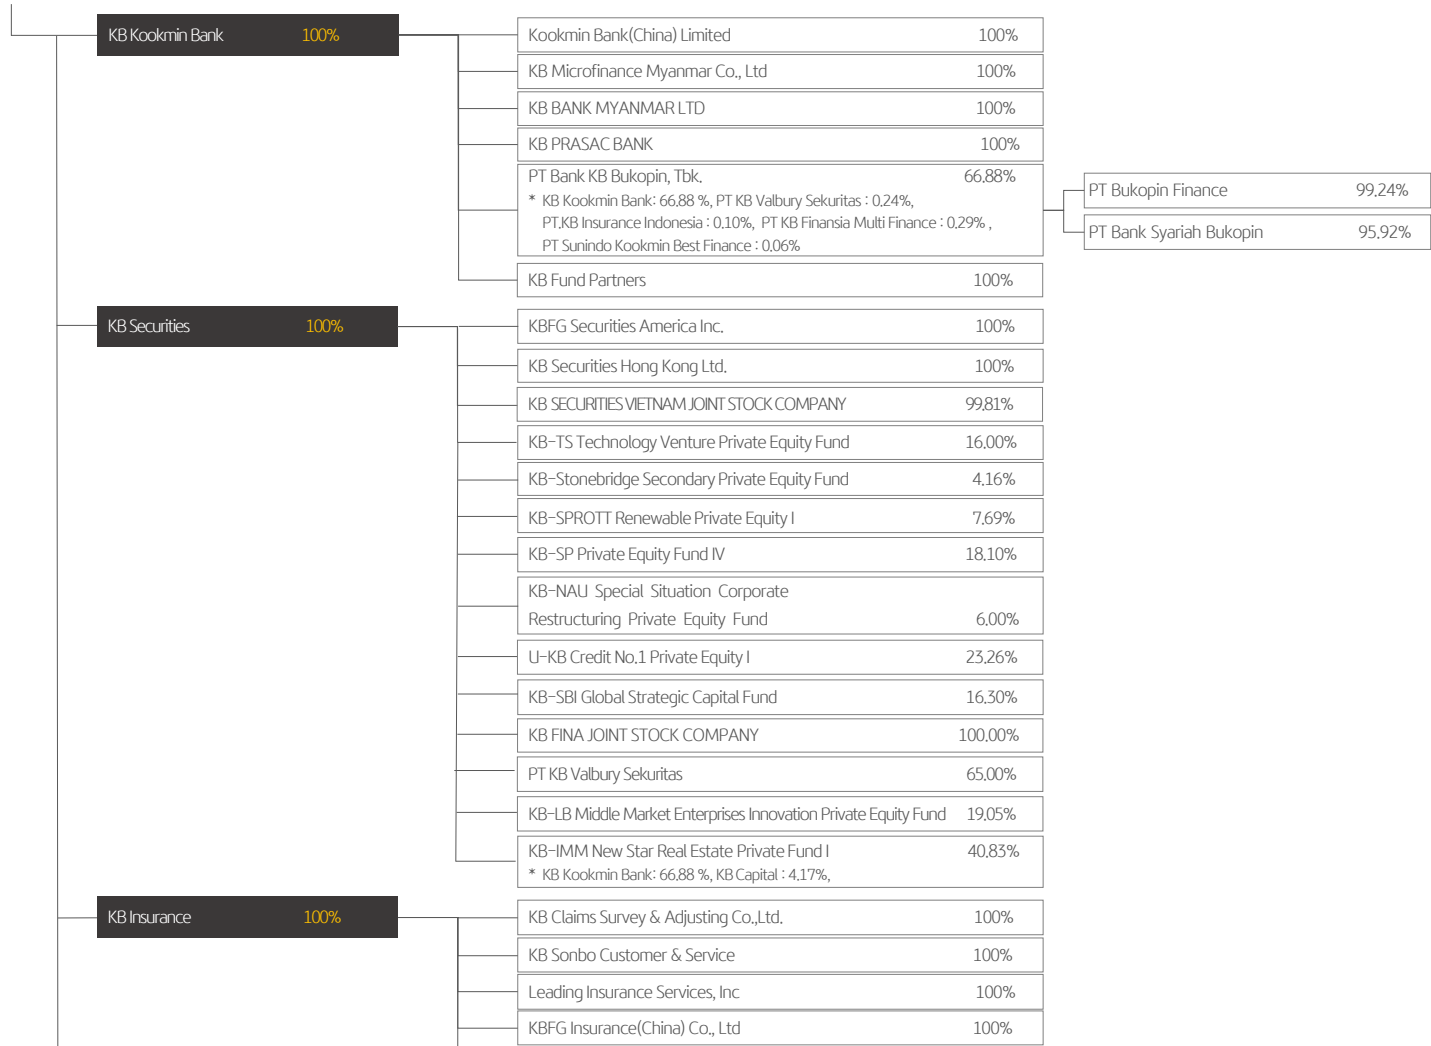 KB Kookmin Bank 100%
Kookmin Bank(China) Limited 100%
KB Microfinance Myanmar Co., Ltd 100%
KB BANK MYANMAR LTD 100%
KB PRASAC BANK 100%
PT Bank KB Bukopin, Tbk. 66.88%
* KB Kookmin Bank: 66.88 %, PT KB Valbury Sekuritas : 0.24%,
PT.KB Insurance Indonesia : 0.10%, PT KB Finansia Multi Finance : 0.29% ,
PT Sunindo Kookmin Best Finance : 0.06%
PT Bukopin Finance 99.24%
PT Bank Syariah Bukopin 95.92%
KB Fund Partners 100%
KB Securities 100%
KBFG Securities America Inc. 100%
KB Securities Hong Kong Ltd. 100%
KB SECURITIES VIETNAM JOINT STOCK COMPANY 99.81%
KB-TS Technology Venture Private Equity Fund 16.00%
KB-Stonebridge Secondary Private Equity Fund 4.16%
KB-SPROTT Renewable Private Equity I 7.69%
KB-SP Private Equity Fund IV 18.10%
KB-NAU Special Situation Corporate
Restructuring Private Equity Fund 6.00%
U-KB Credit No.1 Private Equity I 23.26%
KB-SBI Global Strategic Capital Fund 16.30%
KB FINA JOINT STOCK COMPANY 100.00%
PT KB Valbury Sekuritas 65.00%
KB-LB Middle Market Enterprises Innovation Private Equity Fund 19.05%
KB-IMM New Star Real Estate Private Fund I 40.83%
* KB Kookmin Bank: 66.88 %, KB Capital : 4.17%,
KB Insurance 100%
KB Claims Survey & Adjusting Co.,Ltd. 100%
KB Sonbo Customer & Service 100%
Leading Insurance Services, Inc 100%
KBFG Insurance(China) Co., Ltd 100%